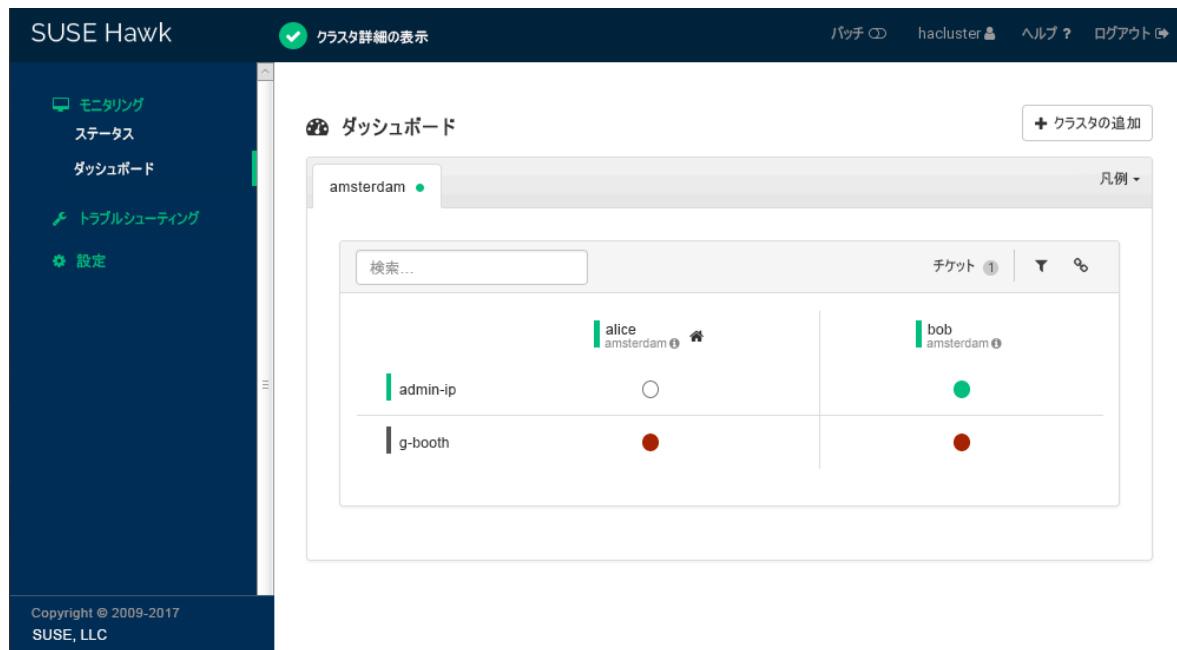 SUSE Hawk
クラスタ詳細の表示
バッチ
hacluster
ヘルプ ?
ログアウト
モニタリング
ステータス
ダッシュボード
トラブルシューティング
設定
ダッシュボード
+ クラスタの追加
amsterdam
凡例
検索...
チケット 1
alice
amsterdam
bob
amsterdam
admin-ip
g-booth
Copyright © 2009-2017
SUSE, LLC